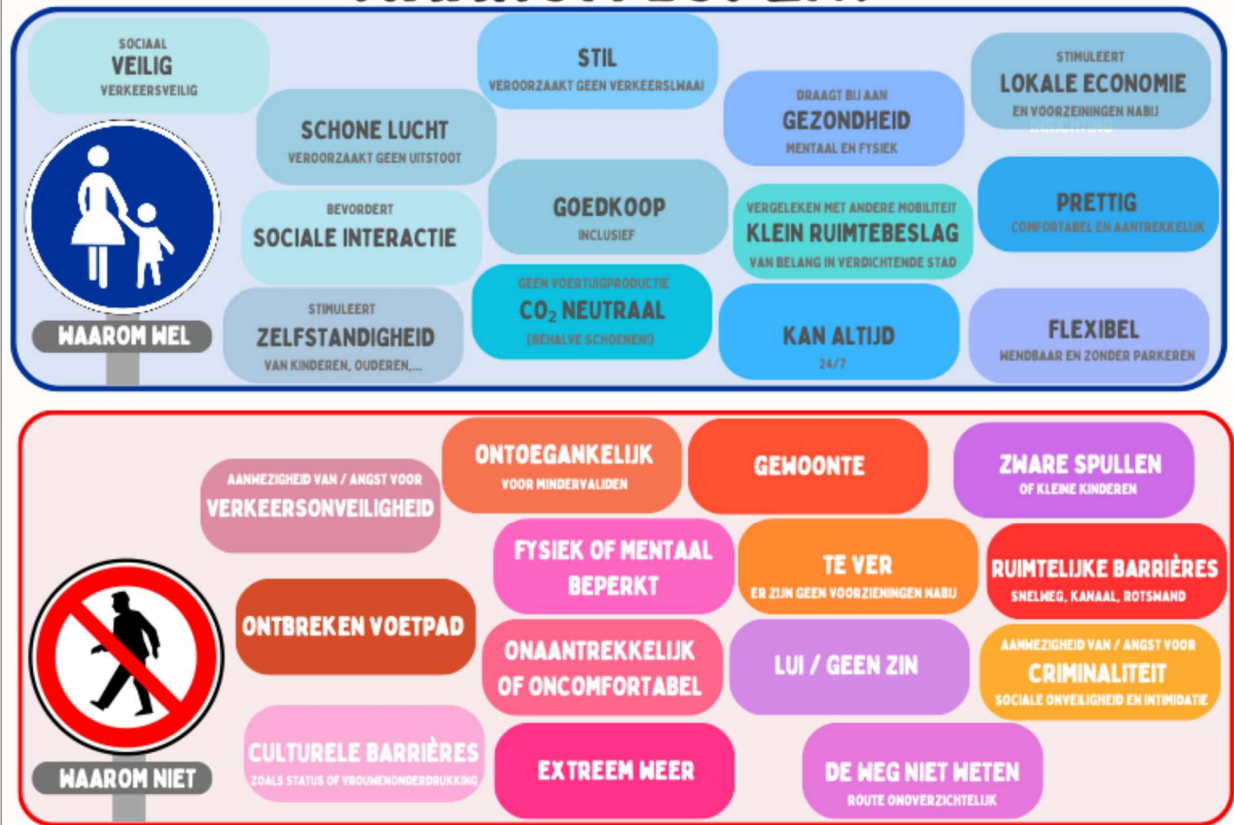 SOCIAAL
VEILIG
VERKEERSVEILIG
STIL
VEROORZAAKT GEEN VERKEERSLWAAI
STIMULEERT
LOKALE ECONOMIE
EN VOORZEININGEN NABIJ
DRAAGT BIJ AAN
GEZONDHEID
MENTAAL EN FYSIEK
SCHONE LUCHT
VEROORZAAKT GEEN UITSTOOT
GOEDKOOP
INCLUSIEF
PRETTIG
COMFORTABEL EN AANTREKKELIJK
BEVORDERT
SOCIALE INTERACTIE
VERGELEKEN MET ANDERE MOBILITEIT
KLEIN RUIMTEBESLAG
VAN BELANG IN VERDICHTENDE STAD
GEEN VOERTUIGPRODUCTIE
CO₂ NEUTRAAL
(BEHALVE SCHOENEN!)
STIMULEERT
ZELFSTANDIGHEID
VAN KINDEREN, OUDEREN,...
KAN ALTIJD
24/7
FLEXIBEL
WENDBAAR EN ZONDER PARKEREN
WAAROM WEL
ONTOEGANKELIJK
VOOR MINDERVALIDEN
GEWOONTE
ZWARE SPULLEN
OF KLEINE KINDEREN
AANWEZIGHEID VAN / ANGST VOOR
VERKEERSONVEILIGHEID
FYSIEK OF MENTAAL
BEPERKT
TE VER
ER ZIJN GEEN VOORZIENINGEN NABIJ
RUIMTELIJKE BARRIÈRES
SNELWEG, KANAAL, ROTSWAND
ONTBREKEN VOETPAD
ONAANTREKKELIJK
OF ONCOMFORTABEL
LUI / GEEN ZIN
AANWEZIGHEID VAN / ANGST VOOR
CRIMINALITEIT
SOCIALE ONVEILIGHEID EN INTIMIDATIE
CULTURELE BARRIÈRES
ZOALS STATUS OF VROUWENONDERDRUKKING
EXTREEM WEER
DE WEG NIET WETEN
ROUTE ONOVERZICHTELIJK
WAAROM NIET